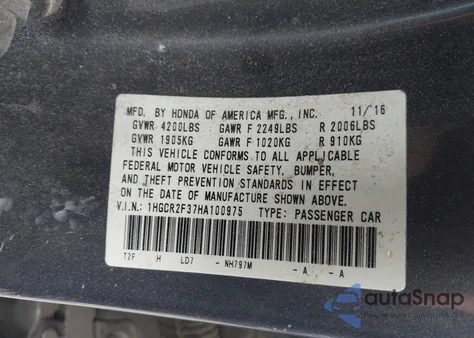 MFD. BY HONDA OF AMERICA MFG., INC. 11/16
GVWR 4200LBS GAWR F 2249LBS R 2006LBS
GVWR 1905KG GAWR F 1020KG R 910KG
THIS VEHICLE CONFORMS TO ALL APPLICABLE
FEDERAL MOTOR VEHICLE SAFETY, BUMPER,
AND THEFT PREVENTION STANDARDS IN EFFECT
ON THE DATE OF MANUFACTURE SHOWN ABOVE.
V.I.N.: 1HGCR2F37HA100975 TYPE: PASSENGER CAR
T2F H LD7 - NH797M - A - A
autoSnap